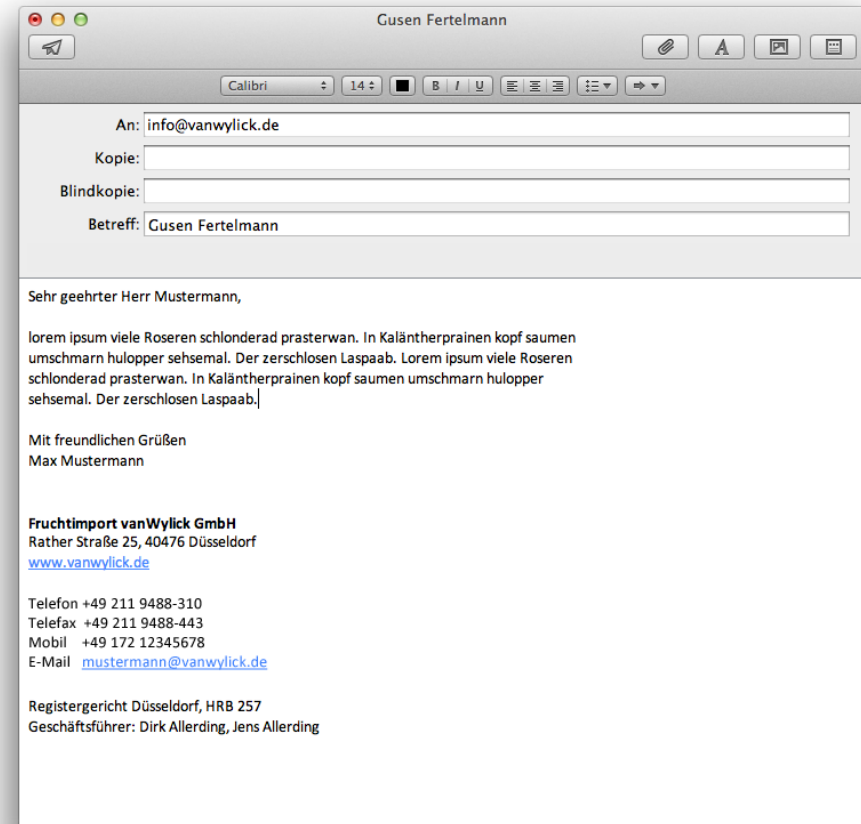 Gusen Fertelmann
Calibri 14 B I U
An: info@vanwylick.de
Kopie:
Blindkopie:
Betreff: Gusen Fertelmann
Sehr geehrter Herr Mustermann,
lorem ipsum viele Roseren schlonderad prasterwan. In Kaläntherprainen kopf saumen
umschmarn hulopper sehsemal. Der zerschlosen Laspaab. Lorem ipsum viele Roseren
schlonderad prasterwan. In Kaläntherprainen kopf saumen umschmarn hulopper
sehsemal. Der zerschlosen Laspaab.
Mit freundlichen Grüßen
Max Mustermann
Fruchtimport vanWylick GmbH
Rather Straße 25, 40476 Düsseldorf
www.vanwylick.de
Telefon +49 211 9488-310
Telefax +49 211 9488-443
Mobil +49 172 12345678
E-Mail mustermann@vanwylick.de
Registergericht Düsseldorf, HRB 257
Geschäftsführer: Dirk Allerding, Jens Allerding